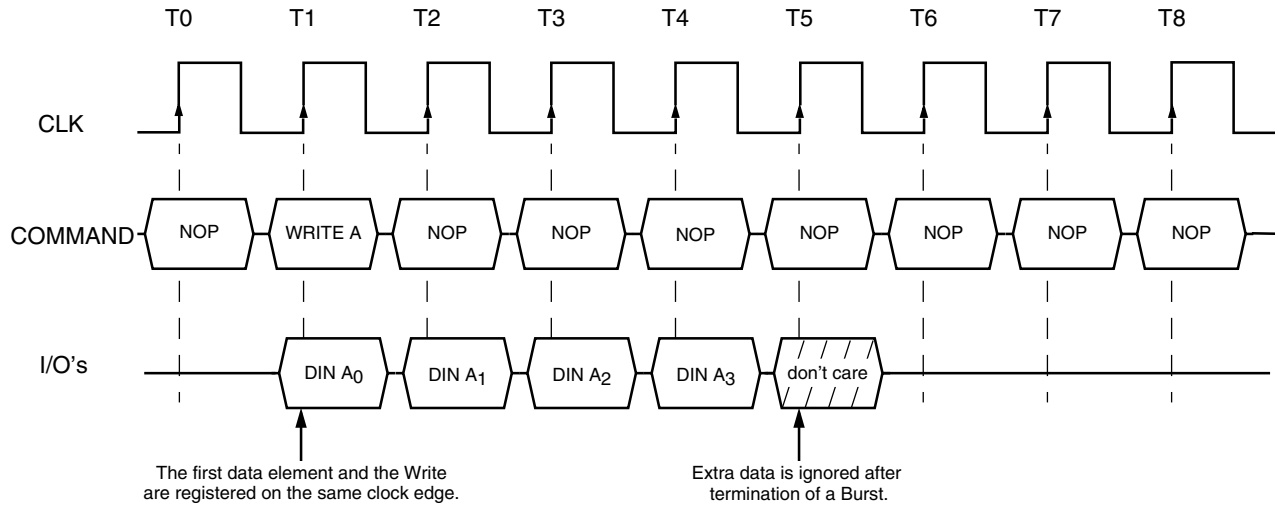 T0 T1 T2 T3 T4 T5 T6 T7 T8
CLK
COMMAND NOP WRITE A NOP NOP NOP NOP NOP NOP NOP
I/O's DIN A0 DIN A1 DIN A2 DIN A3 don't care
The first data element and the Write
are registered on the same clock edge.
Extra data is ignored after
termination of a Burst.